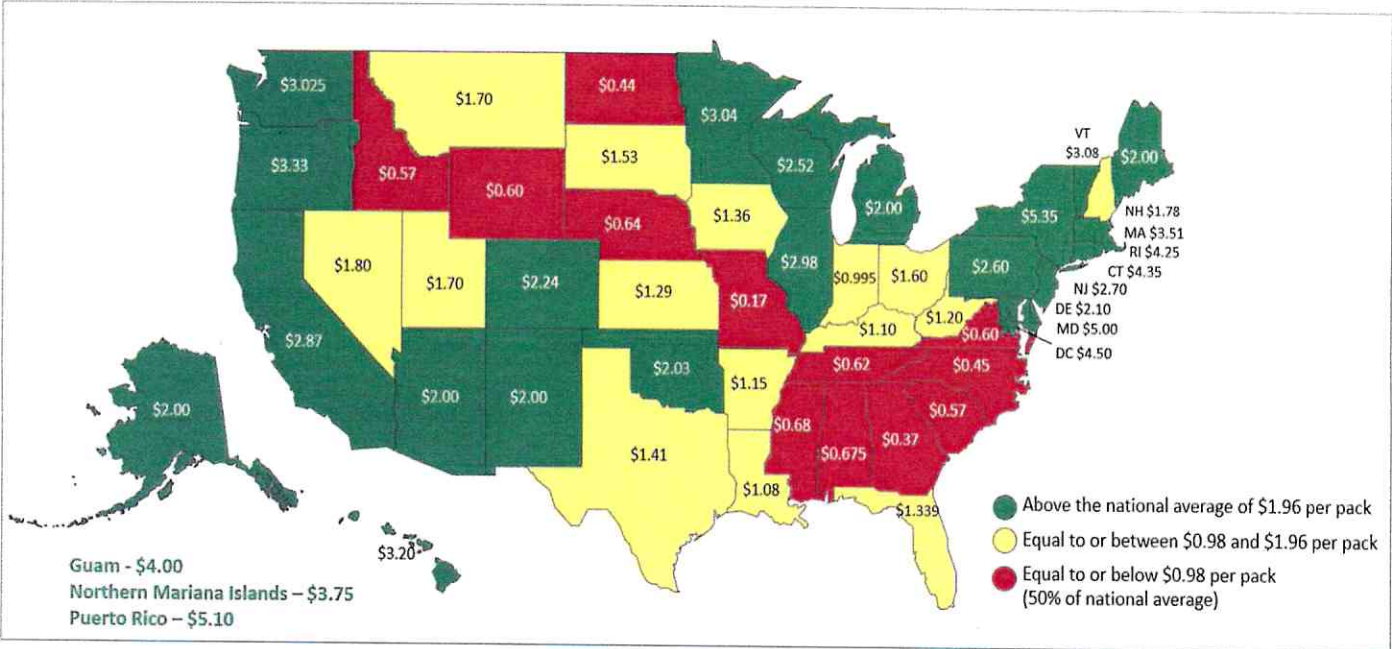 $3.025
$1.70
$0.44
$3.04
VT
$3.08
$2.00
$3.33
$0.57
$1.53
$2.52
$0.60
$2.00
$0.64
$1.36
$5.35
NH $1.78
MA $3.51
RI $4.25
CT $4.35
NJ $2.70
DE $2.10
MD $5.00
DC $4.50
$1.80
$1.70
$2.24
$1.29
$2.98
$0.995
$1.60
$2.60
$0.17
$1.10
$1.20
$0.60
$2.87
$2.00
$2.00
$2.03
$1.15
$0.62
$0.45
$0.57
$2.00
$1.41
$0.68
$0.675
$0.37
$1.08
$1.339
$3.20
Guam - $4.00
Northern Mariana Islands – $3.75
Puerto Rico – $5.10
Above the national average of $1.96 per pack
Equal to or between $0.98 and $1.96 per pack
Equal to or below $0.98 per pack
(50% of national average)